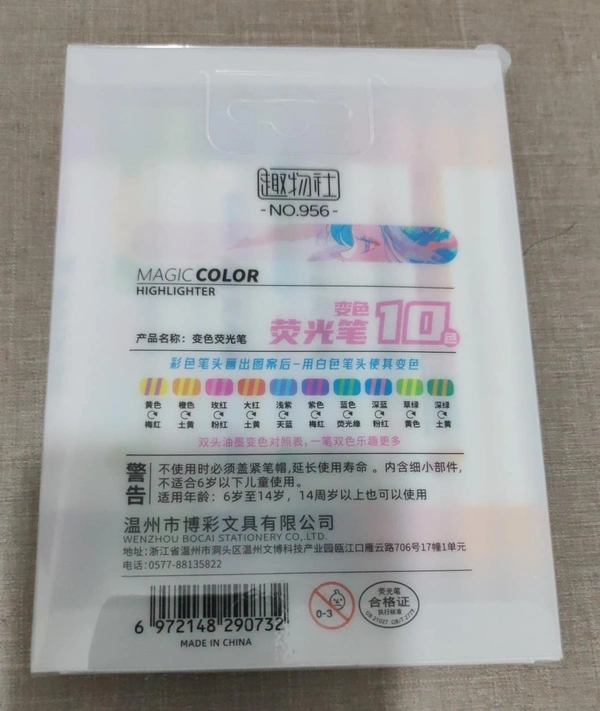 趣物社
-NO.956-
MAGIC COLOR
HIGHLIGHTER
产品名称：变色荧光笔
变色
荧光笔 10色
彩色笔头画出图案后-用白色笔头使其变色
黄色 橙色 玫红 大红 浅紫 紫色 蓝色 深蓝 草绿 深绿
梅红 土黄 粉红 土黄 天蓝 梅红 荧光绿 粉红 黄色 土黄
双头油墨变色对照表，一笔双色乐趣更多
警告
不使用时必须盖紧笔帽,延长使用寿命 。内含细小部件，
不适合6岁以下儿童使用。
适用年龄：6岁至14岁，14周岁以上也可以使用
温州市博彩文具有限公司
WENZHOU BOCAI STATIONERY CO,.LTD.
地址:浙江省温州市洞头区温州文博科技产业园瓯江口雁云路706号17幢1单元
电话:0577-88135822
6 972148 290732
MADE IN CHINA
0-3
荧光笔
合格证
执行标准
GB 21027 QB/T 2778